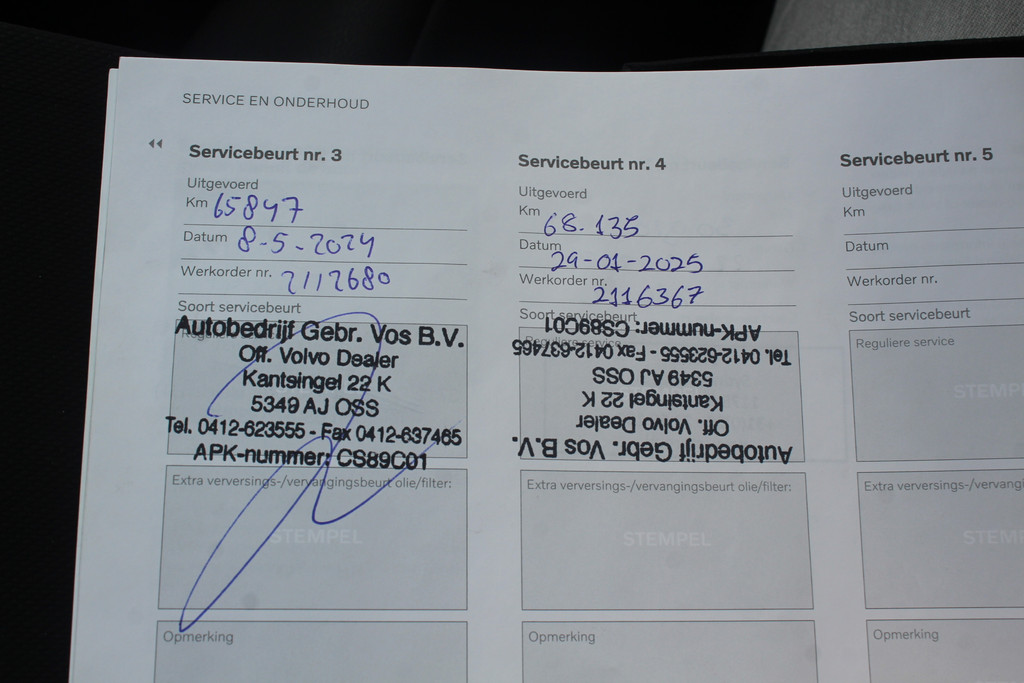 SERVICE EN ONDERHOUD
Servicebeurt nr. 3
Uitgevoerd
Km 65847
Datum 8-5-2024
Werkorder nr. 2112680
Soort servicebeurt
Autobedrijf Gebr. Vos B.V.
Off. Volvo Dealer
Kantsingel 22 K
5349 AJ OSS
Tel. 0412-623555 - Fax 0412-637465
APK-nummer: CS89C01
Extra verversings-/vervangingsbeurt olie/filter:
STEMPEL
Opmerking
Servicebeurt nr. 4
Uitgevoerd
Km 68.135
Datum 29-01-2025
Werkorder nr. 2116367
Soort servicebeurt
Reguliere service
Autobedrijf Gebr. Vos B.V.
Off. Volvo Dealer
Kantsingel 22 K
5349 AJ OSS
Tel. 0412-623555 - Fax 0412-637465
APK-nummer: CS89C01
Extra verversings-/vervangingsbeurt olie/filter:
STEMPEL
Opmerking
Servicebeurt nr. 5
Uitgevoerd
Km
Datum
Werkorder nr.
Soort servicebeurt
Reguliere service
STEMPEL
Extra verversings-/vervangi
STEMP
Opmerking